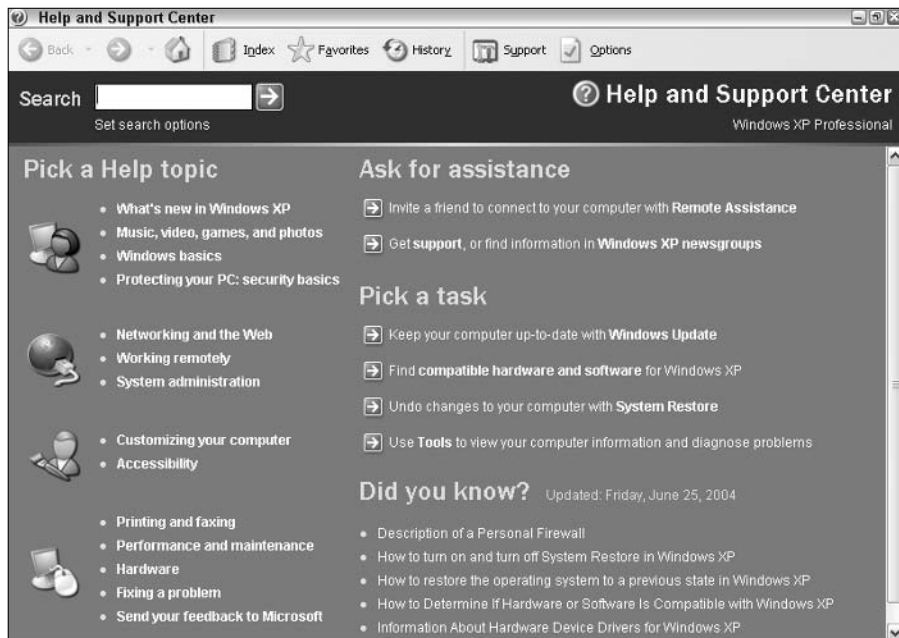 Help and Support Center
Back
Index
Favorites
History
Support
Options
Search
Set search options
Help and Support Center
Windows XP Professional
Pick a Help topic
What's new in Windows XP
Music, video, games, and photos
Windows basics
Protecting your PC: security basics
Networking and the Web
Working remotely
System administration
Customizing your computer
Accessibility
Printing and faxing
Performance and maintenance
Hardware
Fixing a problem
Send your feedback to Microsoft
Ask for assistance
Invite a friend to connect to your computer with Remote Assistance
Get support, or find information in Windows XP newsgroups
Pick a task
Keep your computer up-to-date with Windows Update
Find compatible hardware and software for Windows XP
Undo changes to your computer with System Restore
Use Tools to view your computer information and diagnose problems
Did you know? Updated: Friday, June 25, 2004
Description of a Personal Firewall
How to turn on and turn off System Restore in Windows XP
How to restore the operating system to a previous state in Windows XP
How to Determine If Hardware or Software Is Compatible with Windows XP
Information About Hardware Device Drivers for Windows XP